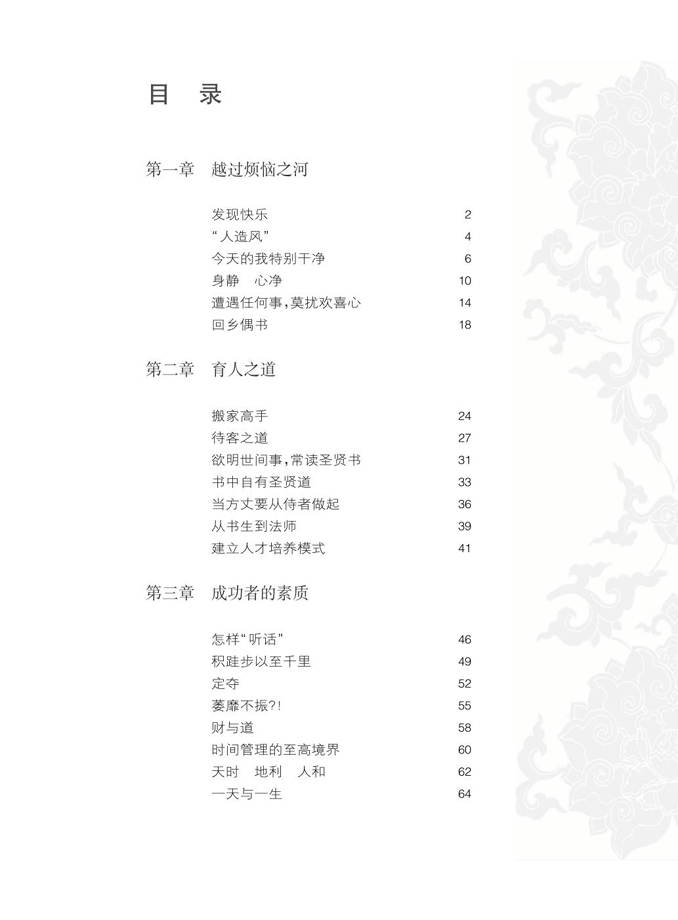 目 录
第一章 越过烦恼之河
发现快乐 2
“人造风” 4
今天的我特别干净 6
身静 心净 10
遭遇任何事,莫扰欢喜心 14
回乡偶书 18
第二章 育人之道
搬家高手 24
待客之道 27
欲明世间事,常读圣贤书 31
书中自有圣贤道 33
当方丈要从侍者做起 36
从书生到法师 39
建立人才培养模式 41
第三章 成功者的素质
怎样“听话” 46
积跬步以至千里 49
定夺 52
萎靡不振?! 55
财与道 58
时间管理的至高境界 60
天时 地利 人和 62
一天与一生 64